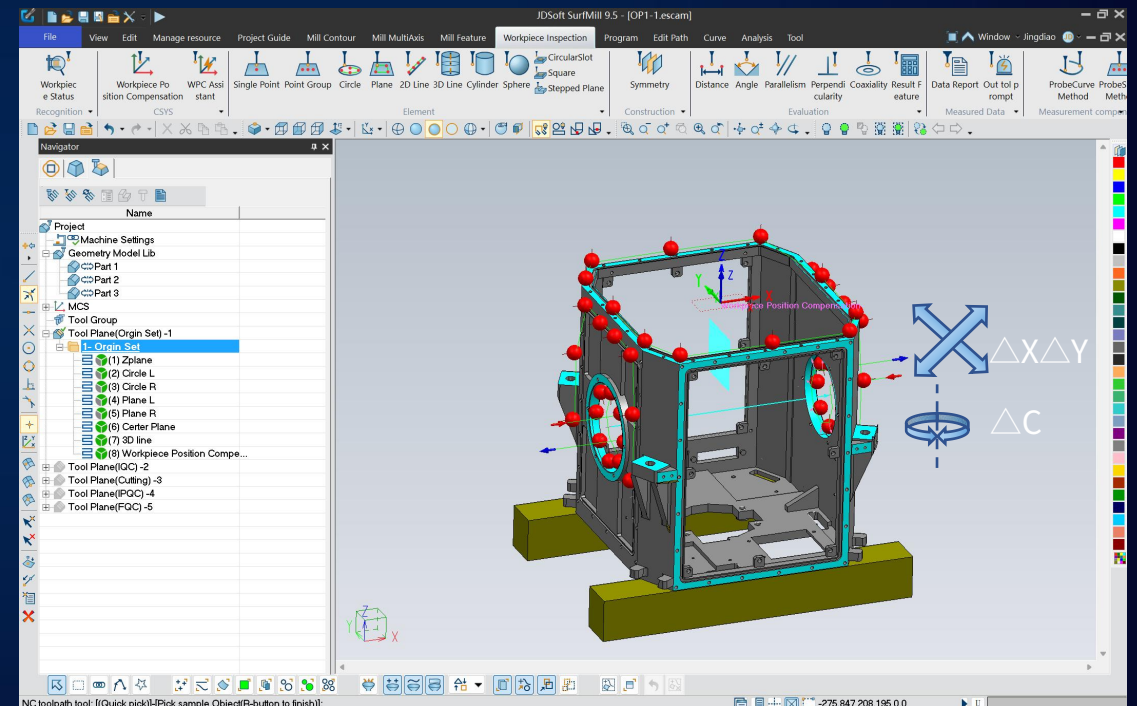 JDSoft SurfMill 9.5 - [OP1-1.escam]
File View Edit Manage resource Project Guide Mill Contour Mill MultiAxis Mill Feature Workpiece Inspection Program Edit Path Curve Analysis Tool Window Jingdiao
CircularSlot
Square
Stepped Plane
Workpiec Workpiece Po WPC Assi Single Point Point Group Circle Plane 2D Line 3D Line Cylinder Sphere Symmetry Distance Angle Parallelism Perpendi Coaxiality Result F Data Report Out tol p ProbeCurve ProbeS
e Status sition Compensation stant cularity eature rompt Method Meth
Recognition CSYS Element Construction Evaluation Measured Data Measurement compen
Navigator
Name
Project
Machine Settings
Geometry Model Lib
Part 1
Part 2
Part 3
MCS
Tool Group
Tool Plane(Orgin Set) -1
1- Orgin Set
(1) Zplane
(2) Circle L
(3) Circle R
(4) Plane L
(5) Plane R
(6) Certer Plane
(7) 3D line
(8) Workpiece Position Compe...
Tool Plane(IQC) -2
Tool Plane(Cutting) -3
Tool Plane(IPQC) -4
Tool Plane(FQC) -5
Z
Z
Y
X
△X△Y
△C
Z
Y
X
NC toolpath tool: [(Quick pick)]-[Pick sample Object(R-button to finish)]: -275.847,208.195,0.0